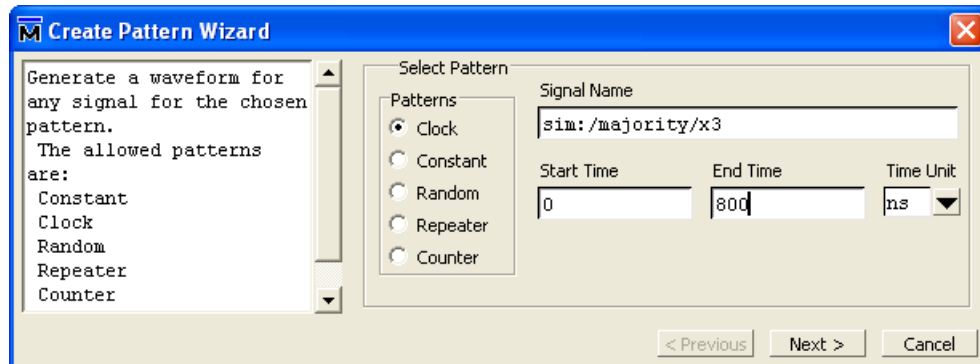 Create Pattern Wizard
Generate a waveform for
any signal for the chosen
pattern.
The allowed patterns
are:
Constant
Clock
Random
Repeater
Counter
Select Pattern
Patterns
Clock
Constant
Random
Repeater
Counter
Signal Name
sim:/majority/x3
Start Time End Time Time Unit
0 800 ns
< Previous Next > Cancel